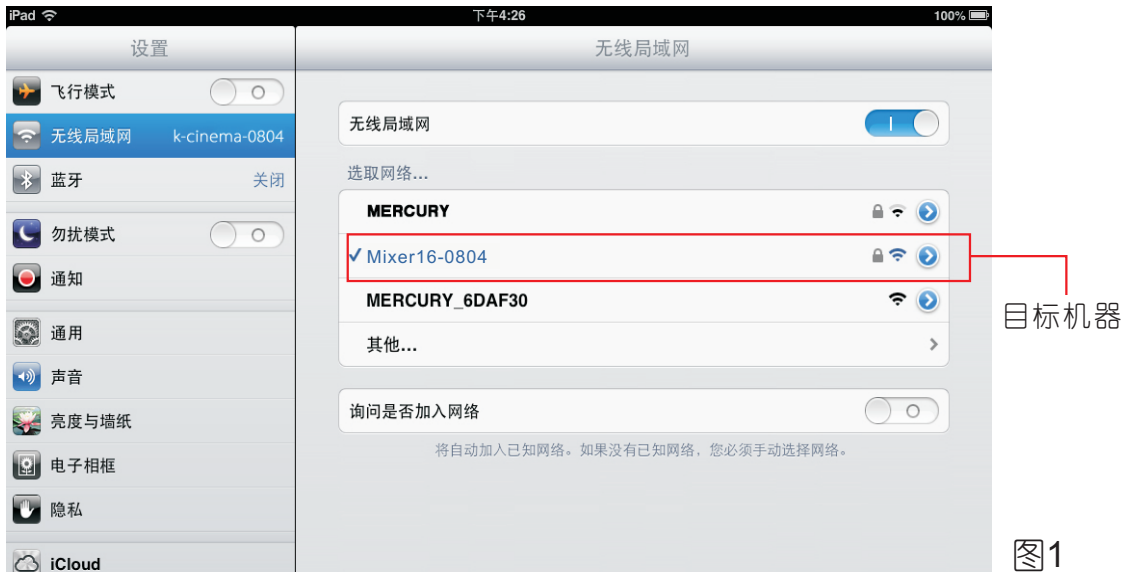 iPad 下午4:26 100%
设置
无线局域网
飞行模式
无线局域网 k-cinema-0804
蓝牙 关闭
勿扰模式
通知
通用
声音
亮度与墙纸
电子相框
隐私
iCloud
无线局域网
选取网络...
MERCURY
✓ Mixer16-0804
MERCURY_6DAF30
其他...
询问是否加入网络
将自动加入已知网络。如果没有已知网络，您必须手动选择网络。
目标机器
图1